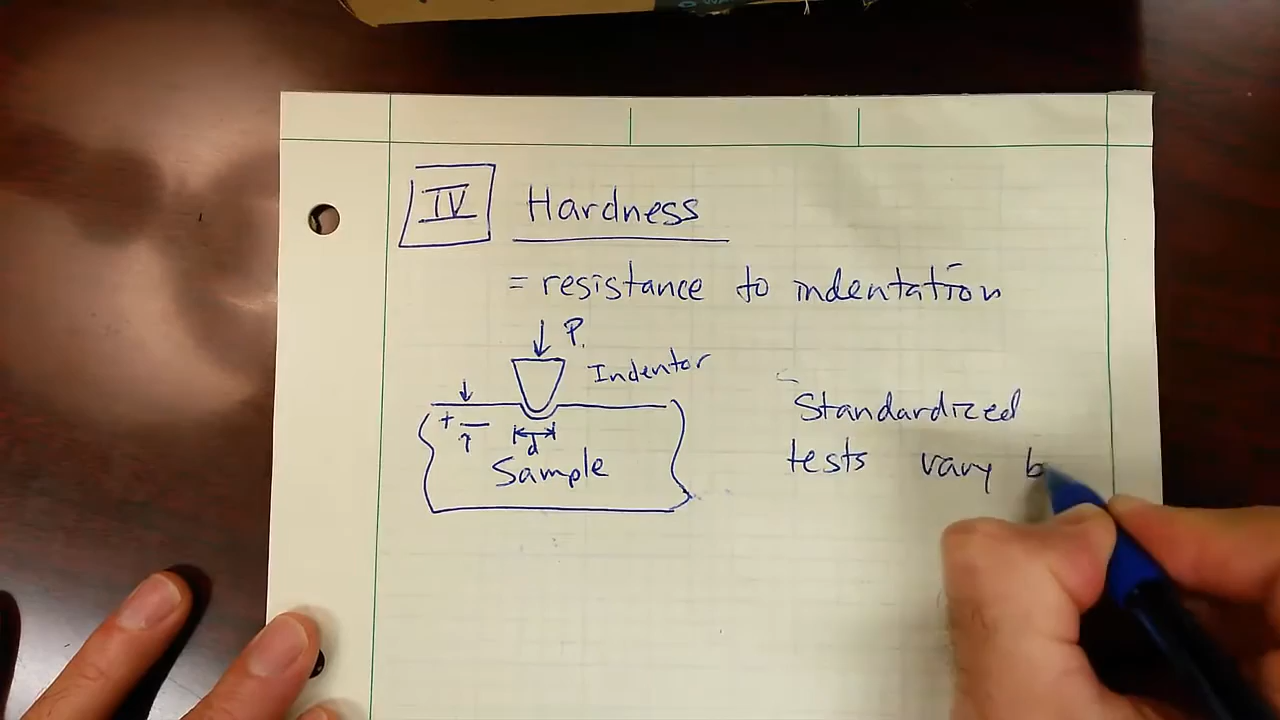 IV Hardness
= resistance to indentation
P.
Indentor
+ t
d
Sample
Standardized
tests vary b